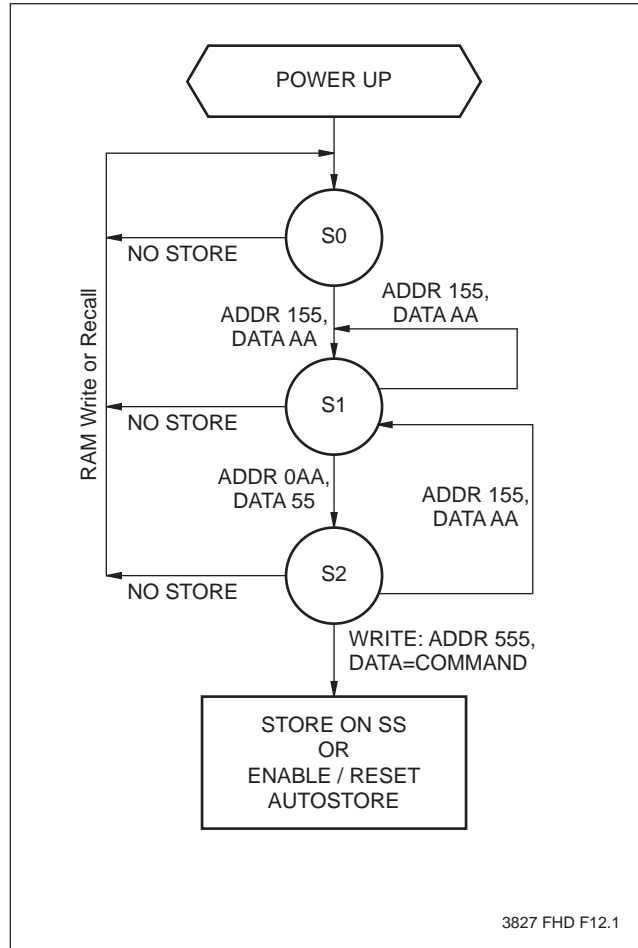 POWER UP
S0
NO STORE
ADDR 155,
DATA AA
ADDR 155,
DATA AA
RAM Write or Recall
S1
NO STORE
ADDR 0AA,
DATA 55
ADDR 155,
DATA AA
S2
NO STORE
WRITE: ADDR 555,
DATA=COMMAND
STORE ON SS
OR
ENABLE / RESET
AUTOSTORE
3827 FHD F12.1